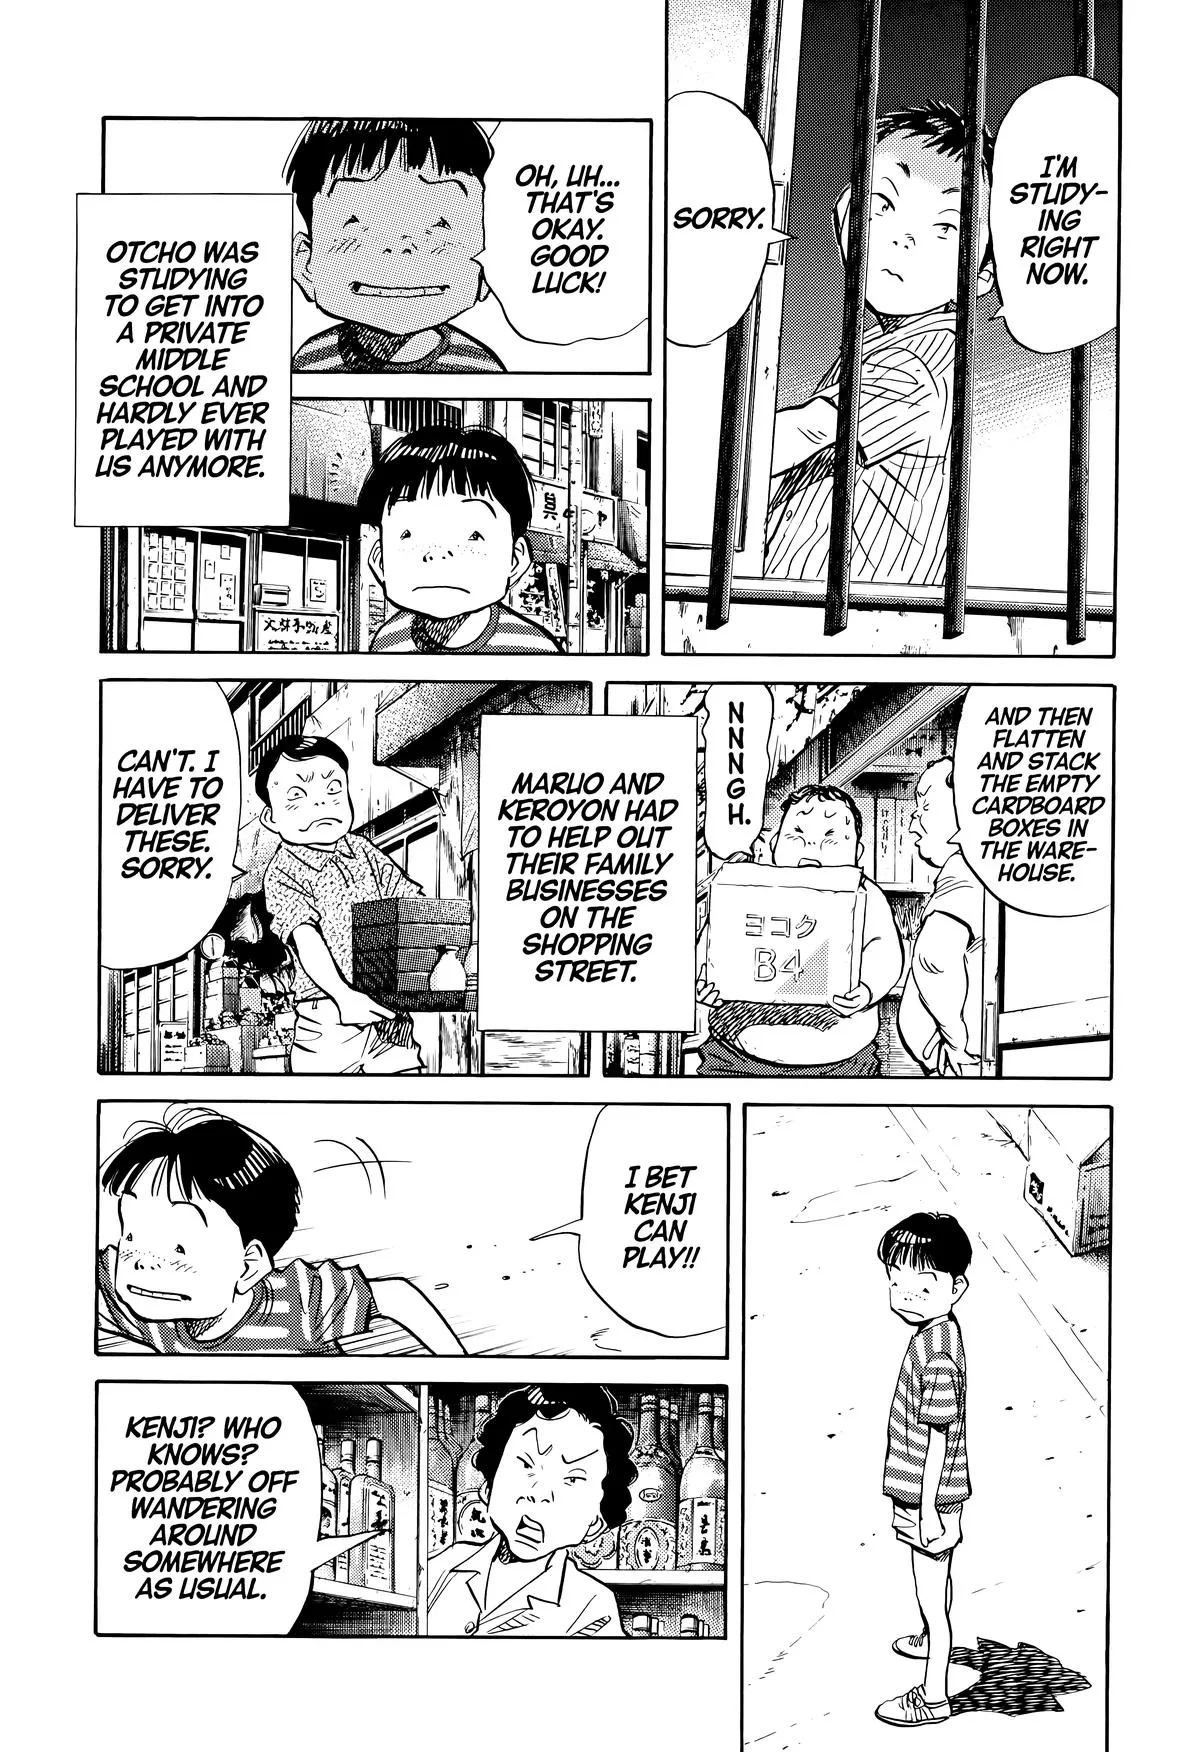 I'M
STUDY-
ING
RIGHT
NOW.
SORRY.
OH, UH...
THAT'S
OKAY.
GOOD
LUCK!
OTCHO WAS
STUDYING
TO GET INTO
A PRIVATE
MIDDLE
SCHOOL AND
HARDLY EVER
PLAYED WITH
US ANYMORE.
AND THEN
FLATTEN
AND STACK
THE EMPTY
CARDBOARD
BOXES IN
THE WARE-
HOUSE.
NNNGH.
ヨコク
B4
MARUO AND
KEROYON HAD
TO HELP OUT
THEIR FAMILY
BUSINESSES
ON THE
SHOPPING
STREET.
CAN'T. I
HAVE TO
DELIVER
THESE.
SORRY.
I BET
KENJI
CAN
PLAY!!
KENJI? WHO
KNOWS?
PROBABLY OFF
WANDERING
AROUND
SOMEWHERE
AS USUAL.